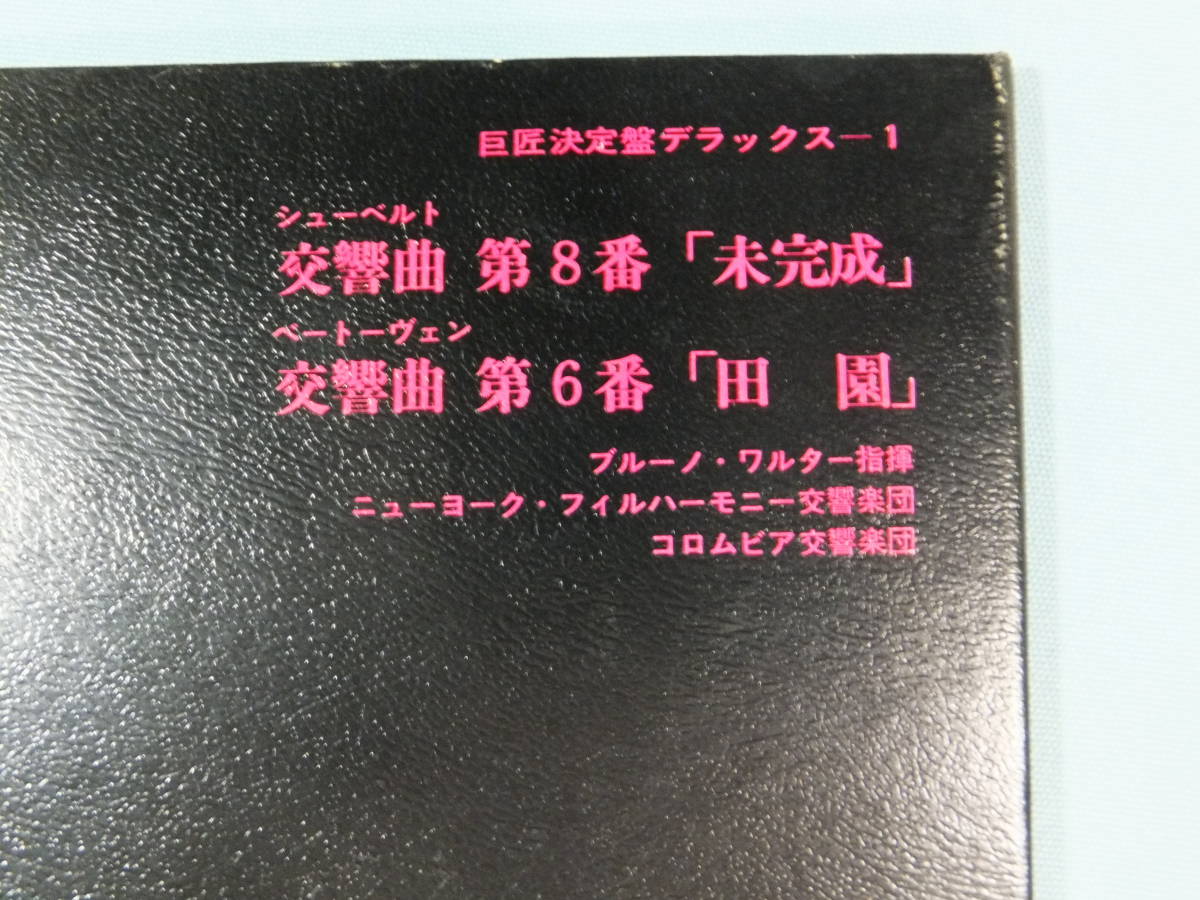 巨匠決定盤デラックス—1
シューベルト
交響曲 第8番「未完成」
ベートーヴェン
交響曲 第6番「田 園」
ブルーノ・ワルター指揮
ニューヨーク・フィルハーモニー交響楽団
コロムビア交響楽団